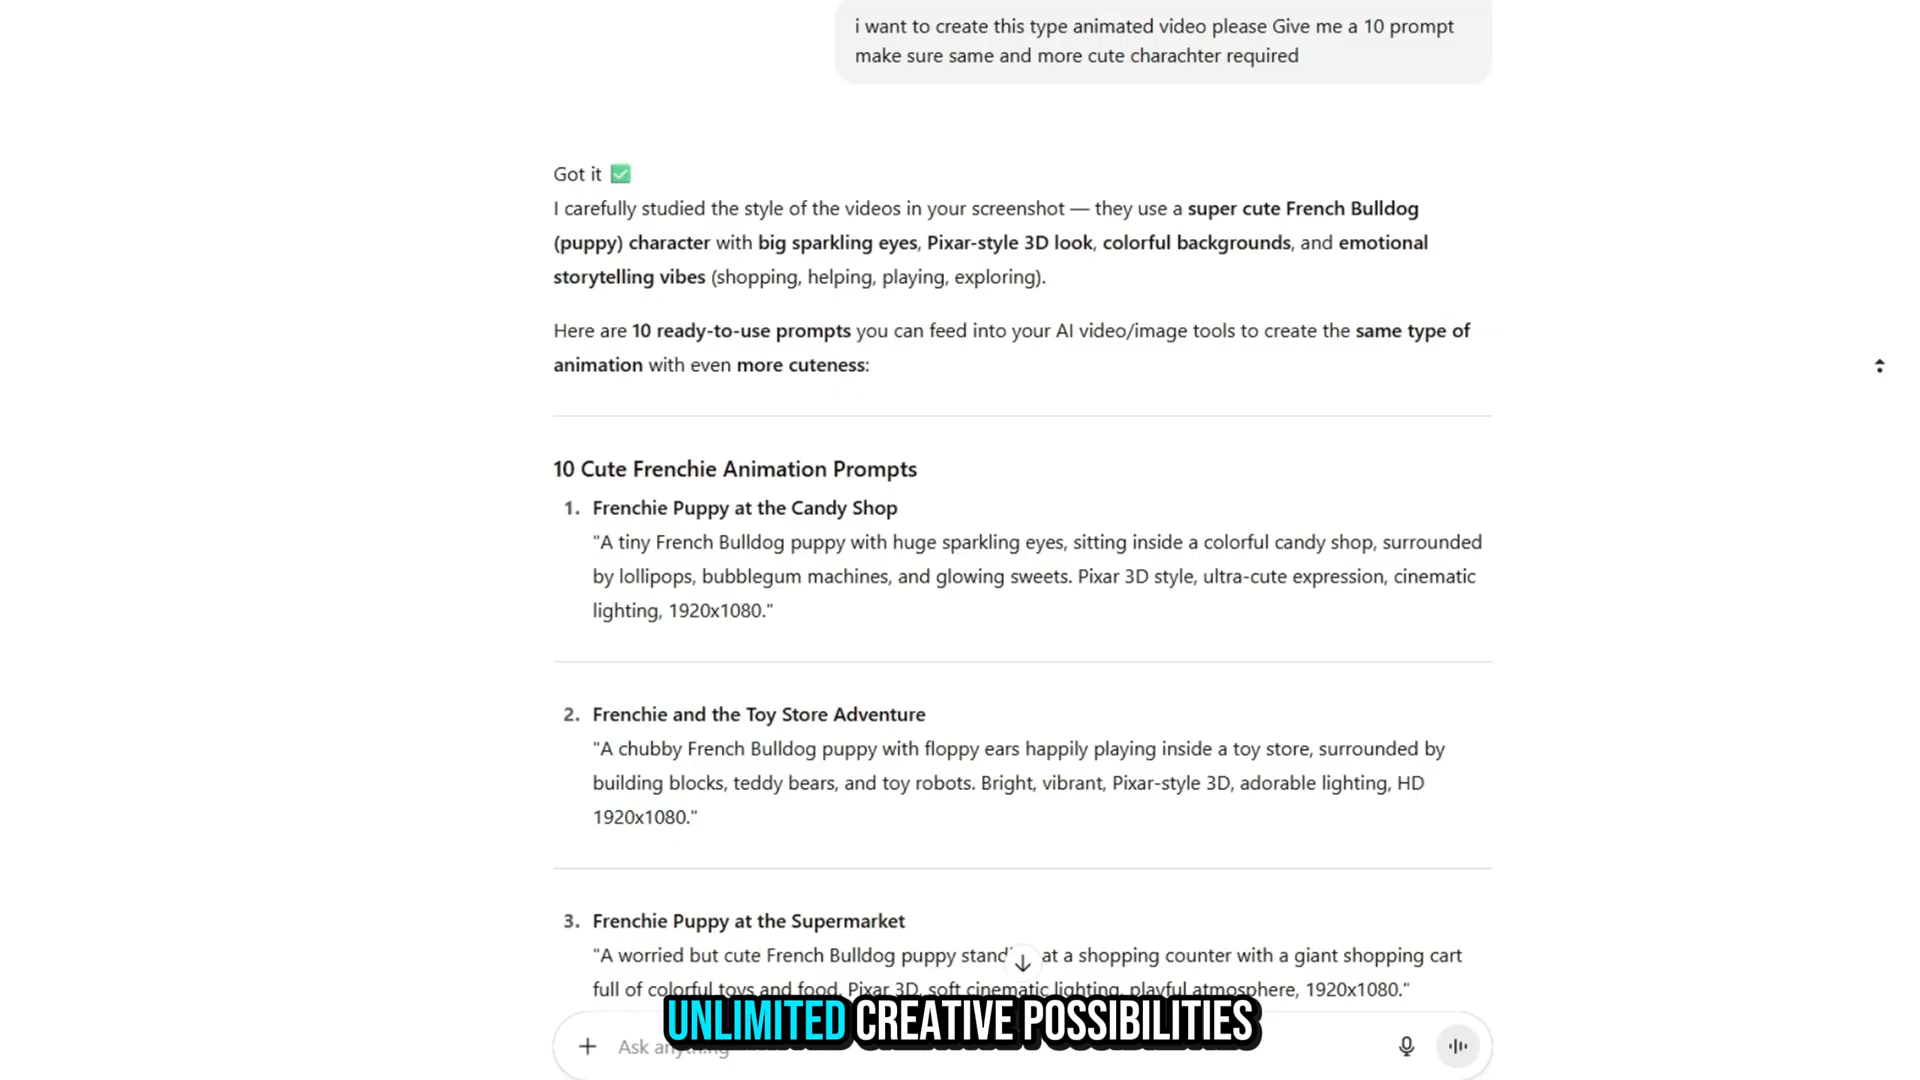 i want to create this type animated video please Give me a 10 prompt
make sure same and more cute charachter required
Got it ✅
I carefully studied the style of the videos in your screenshot — they use a super cute French Bulldog
(puppy) character with big sparkling eyes, Pixar-style 3D look, colorful backgrounds, and emotional
storytelling vibes (shopping, helping, playing, exploring).
Here are 10 ready-to-use prompts you can feed into your AI video/image tools to create the same type of
animation with even more cuteness:
10 Cute Frenchie Animation Prompts
1. Frenchie Puppy at the Candy Shop
"A tiny French Bulldog puppy with huge sparkling eyes, sitting inside a colorful candy shop, surrounded
by lollipops, bubblegum machines, and glowing sweets. Pixar 3D style, ultra-cute expression, cinematic
lighting, 1920x1080."
2. Frenchie and the Toy Store Adventure
"A chubby French Bulldog puppy with floppy ears happily playing inside a toy store, surrounded by
building blocks, teddy bears, and toy robots. Bright, vibrant, Pixar-style 3D, adorable lighting, HD
1920x1080."
3. Frenchie Puppy at the Supermarket
"A worried but cute French Bulldog puppy at a shopping counter with a giant shopping cart
full of colorful toys and food. Pixar 3D, soft cinematic lighting, playful atmosphere, 1920x1080."
UNLIMITED CREATIVE POSSIBILITIES
Ask anything